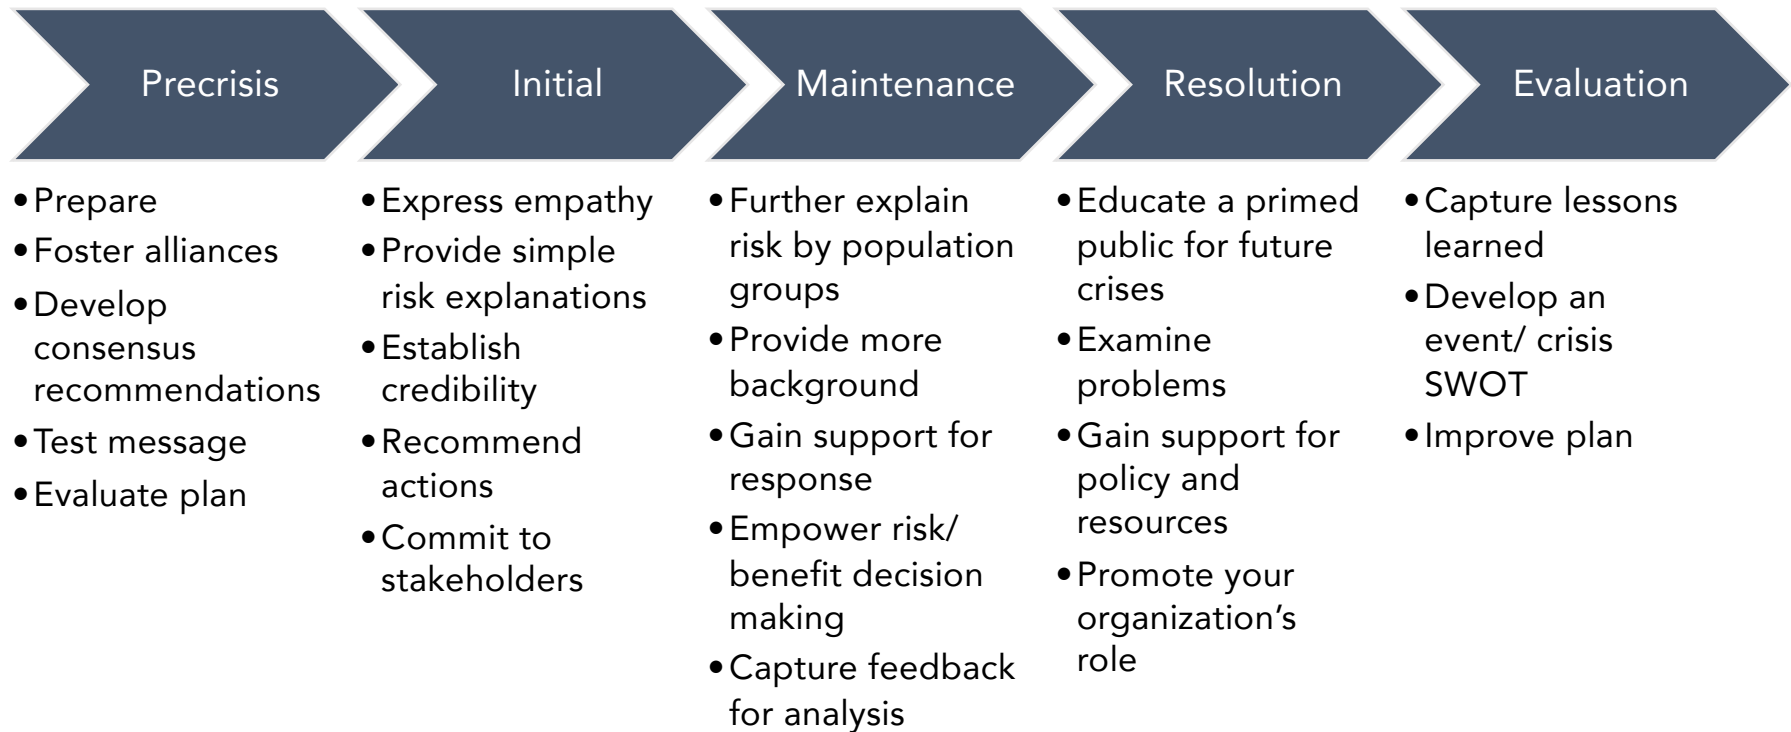 Precrisis
Initial
Maintenance
Resolution
Evaluation
•Prepare
•Foster alliances
•Develop
consensus
recommendations
•Test message
•Evaluate plan
•Express empathy
•Provide simple
risk explanations
•Establish
credibility
•Recommend
actions
•Commit to
stakeholders
•Further explain
risk by population
groups
•Provide more
background
•Gain support for
response
•Empower risk/
benefit decision
making
•Capture feedback
for analysis
•Educate a primed
public for future
crises
•Examine
problems
•Gain support for
policy and
resources
•Promote your
organization’s
role
•Capture lessons
learned
•Develop an
event/ crisis
SWOT
•Improve plan